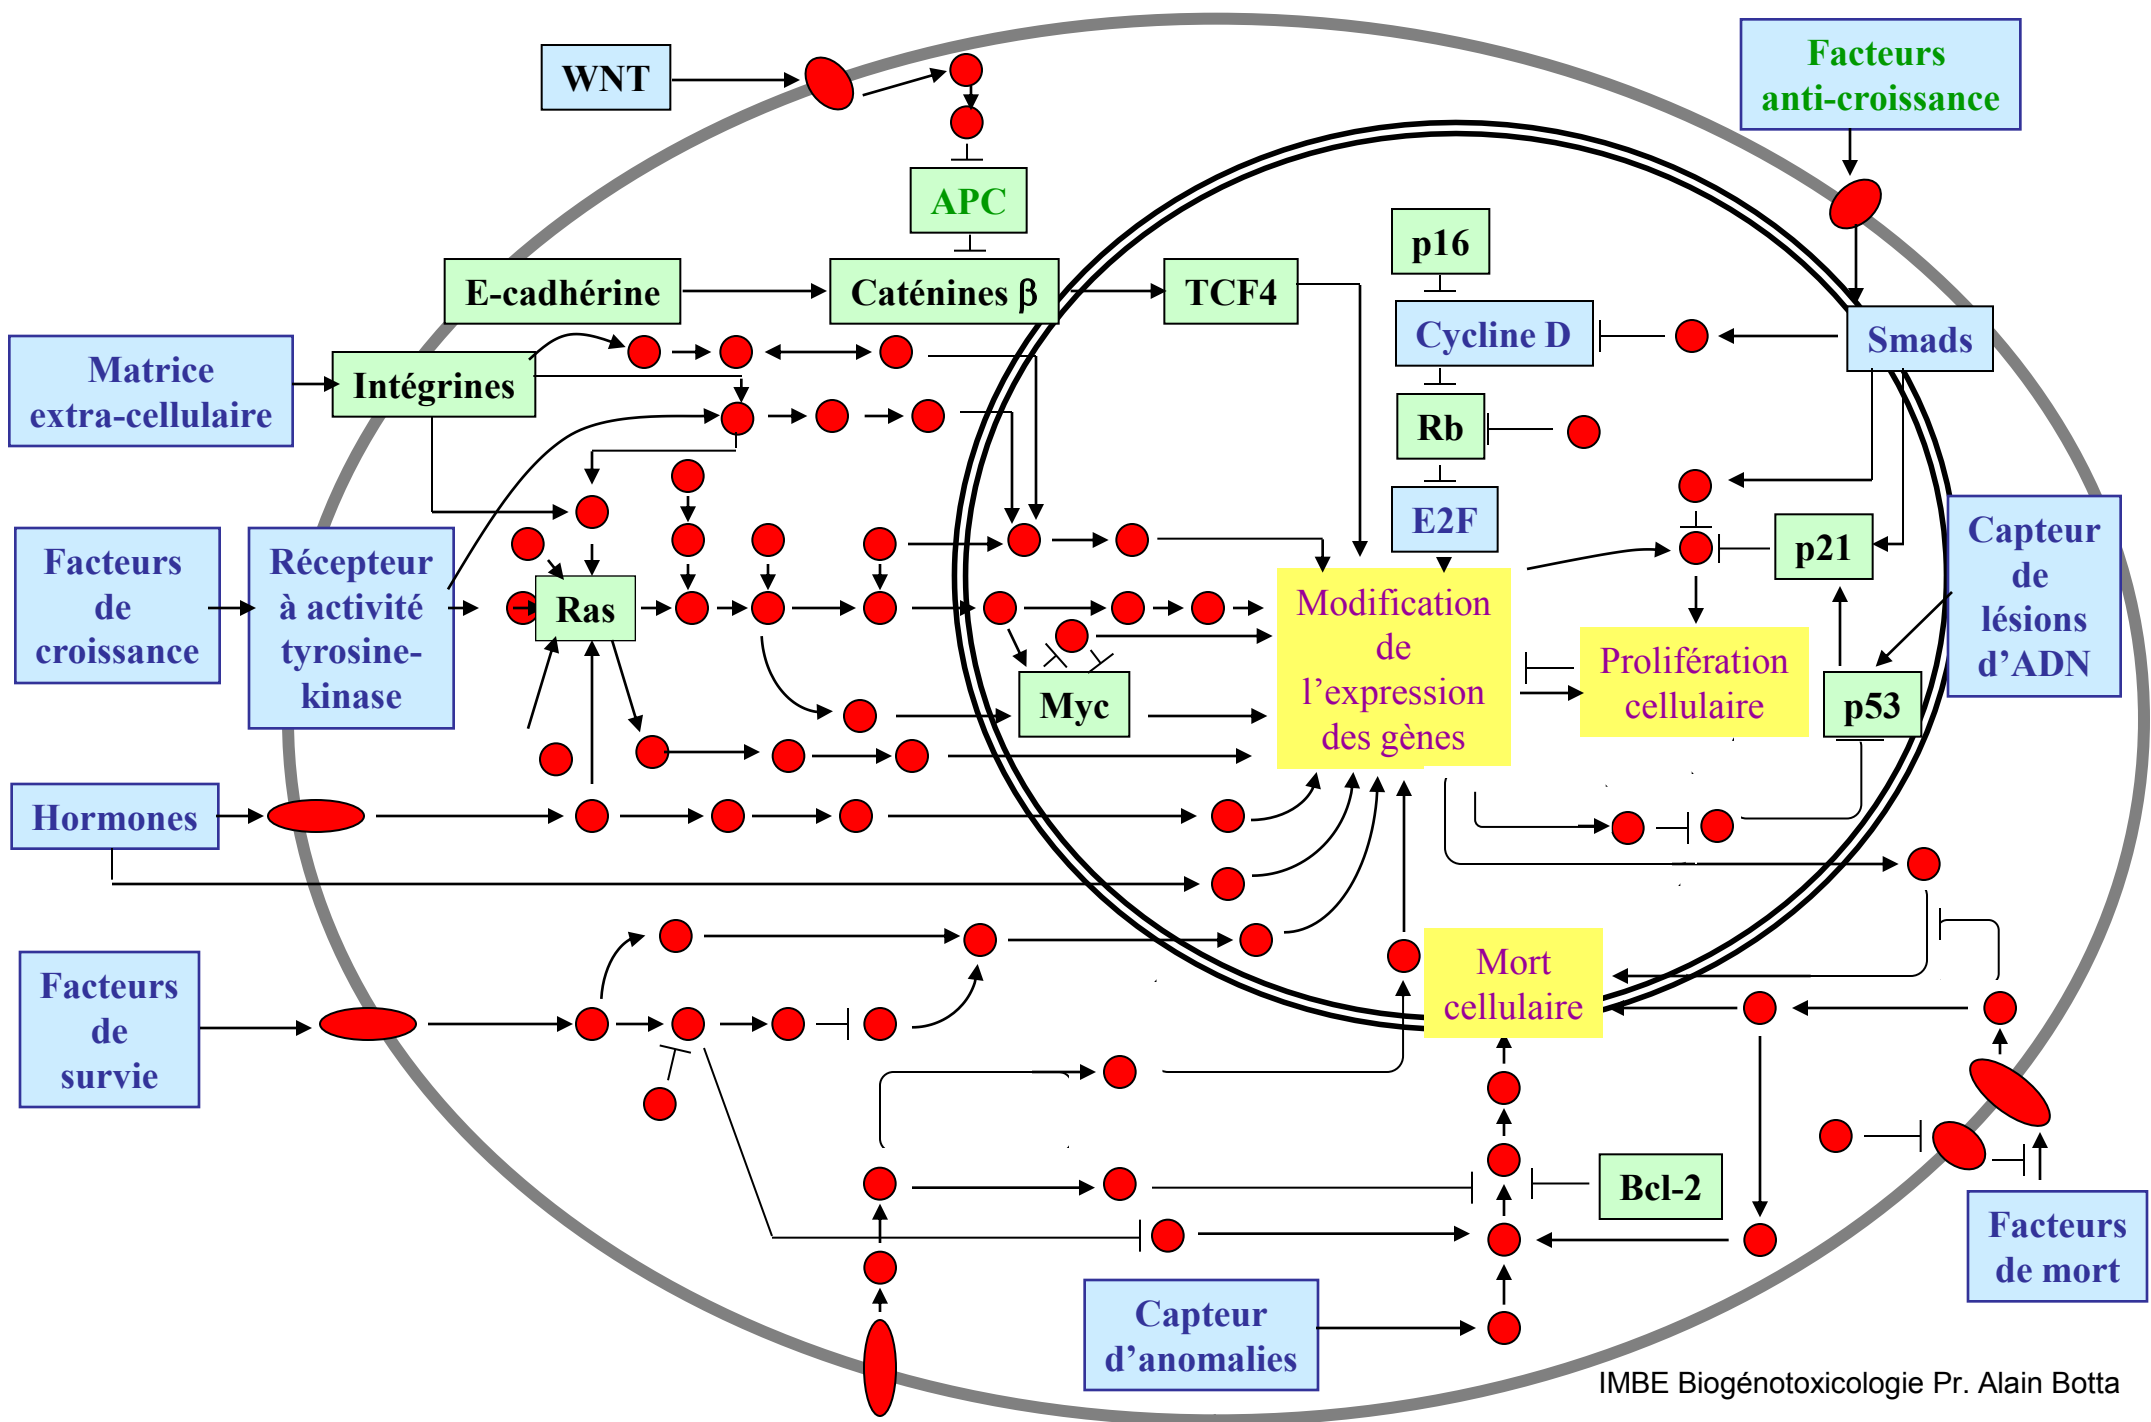 WNT
Facteurs
anti-croissance
APC
p16
E-cadhérine
Caténines β
TCF4
Cycline D
Smads
Matrice
extra-cellulaire
Intégrines
Rb
E2F
Facteurs
de
croissance
Récepteur
à activité
tyrosine-
kinase
Ras
p21
Capteur
de
lésions
d’ADN
Modification
de
l’expression
des gènes
Prolifération
cellulaire
Myc
p53
Hormones
Facteurs
de
survie
Mort
cellulaire
Bcl-2
Facteurs
de mort
Capteur
d’anomalies
IMBE Biogénotoxicologie Pr. Alain Botta